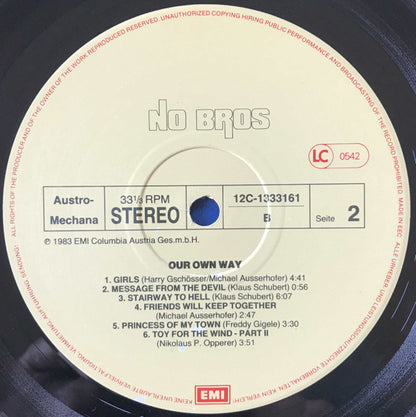 UNAUTHORIZED COPYING HIRING PUBLIC PERFORMANCE AND BROADCASTING OF THE WORK REPRODUCED
ALL RIGHTS OF THE PRODUCER AND OF THE OWNER OF THE WORK REPRODUCED RESERVED.
NO BROS
LC 0542
Austro-
Mechana
33⅓ RPM
STEREO
12C-1333161
B
Seite 2
℗ 1983 EMI Columbia Austria Ges.m.b.H.
OUR OWN WAY
1. GIRLS (Harry Gschösser/Michael Ausserhofer) 4:41
2. MESSAGE FROM THE DEVIL (Klaus Schubert) 0:56
3. STAIRWAY TO HELL (Klaus Schubert) 6:07
4. FRIENDS WILL KEEP TOGETHER
(Michael Ausserhofer) 2:47
5. PRINCESS OF MY TOWN (Freddy Gigele) 3:30
6. TOY FOR THE WIND - PART II
(Nikolaus P. Opperer) 3:51
EMI
MADE IN EEC